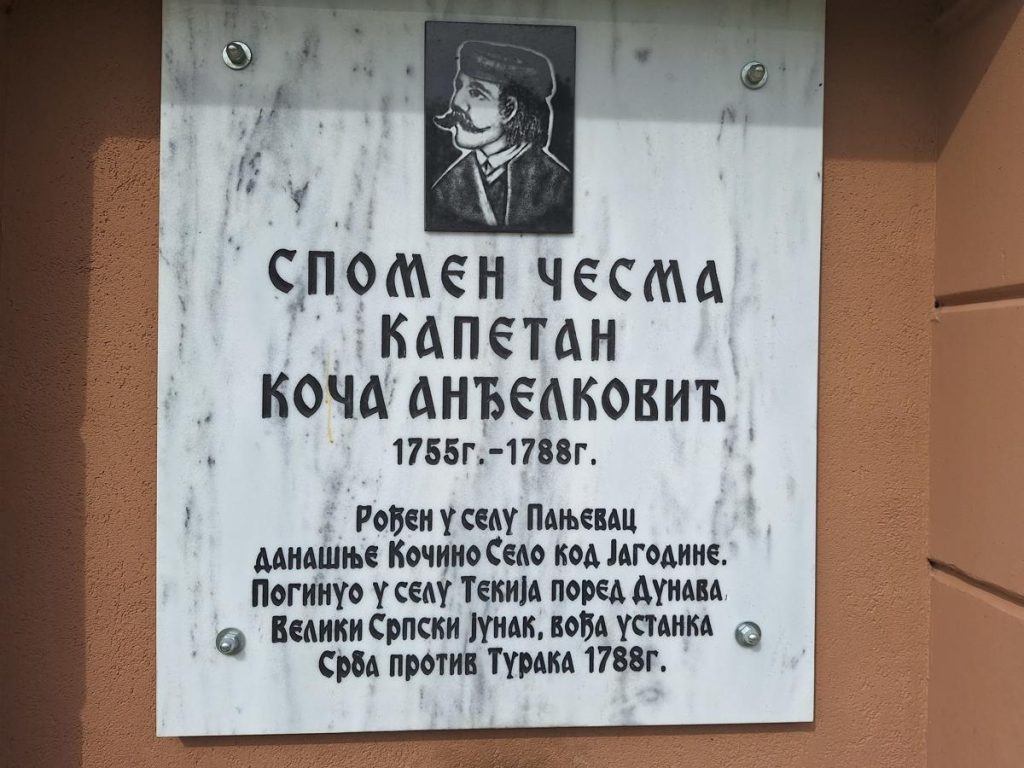 СПОМЕН ЧЕСМА
КАПЕТАН
КОЧА АНЂЕЛКОВИЋ
1755г.-1788г.
Рођен у селу Пањевац
данашње Кочино Село код Јагодине.
Погинуо у селу Текија поред Дунава
Велики Српски Јунак, вођа устанка
Срба против Турака 1788г.